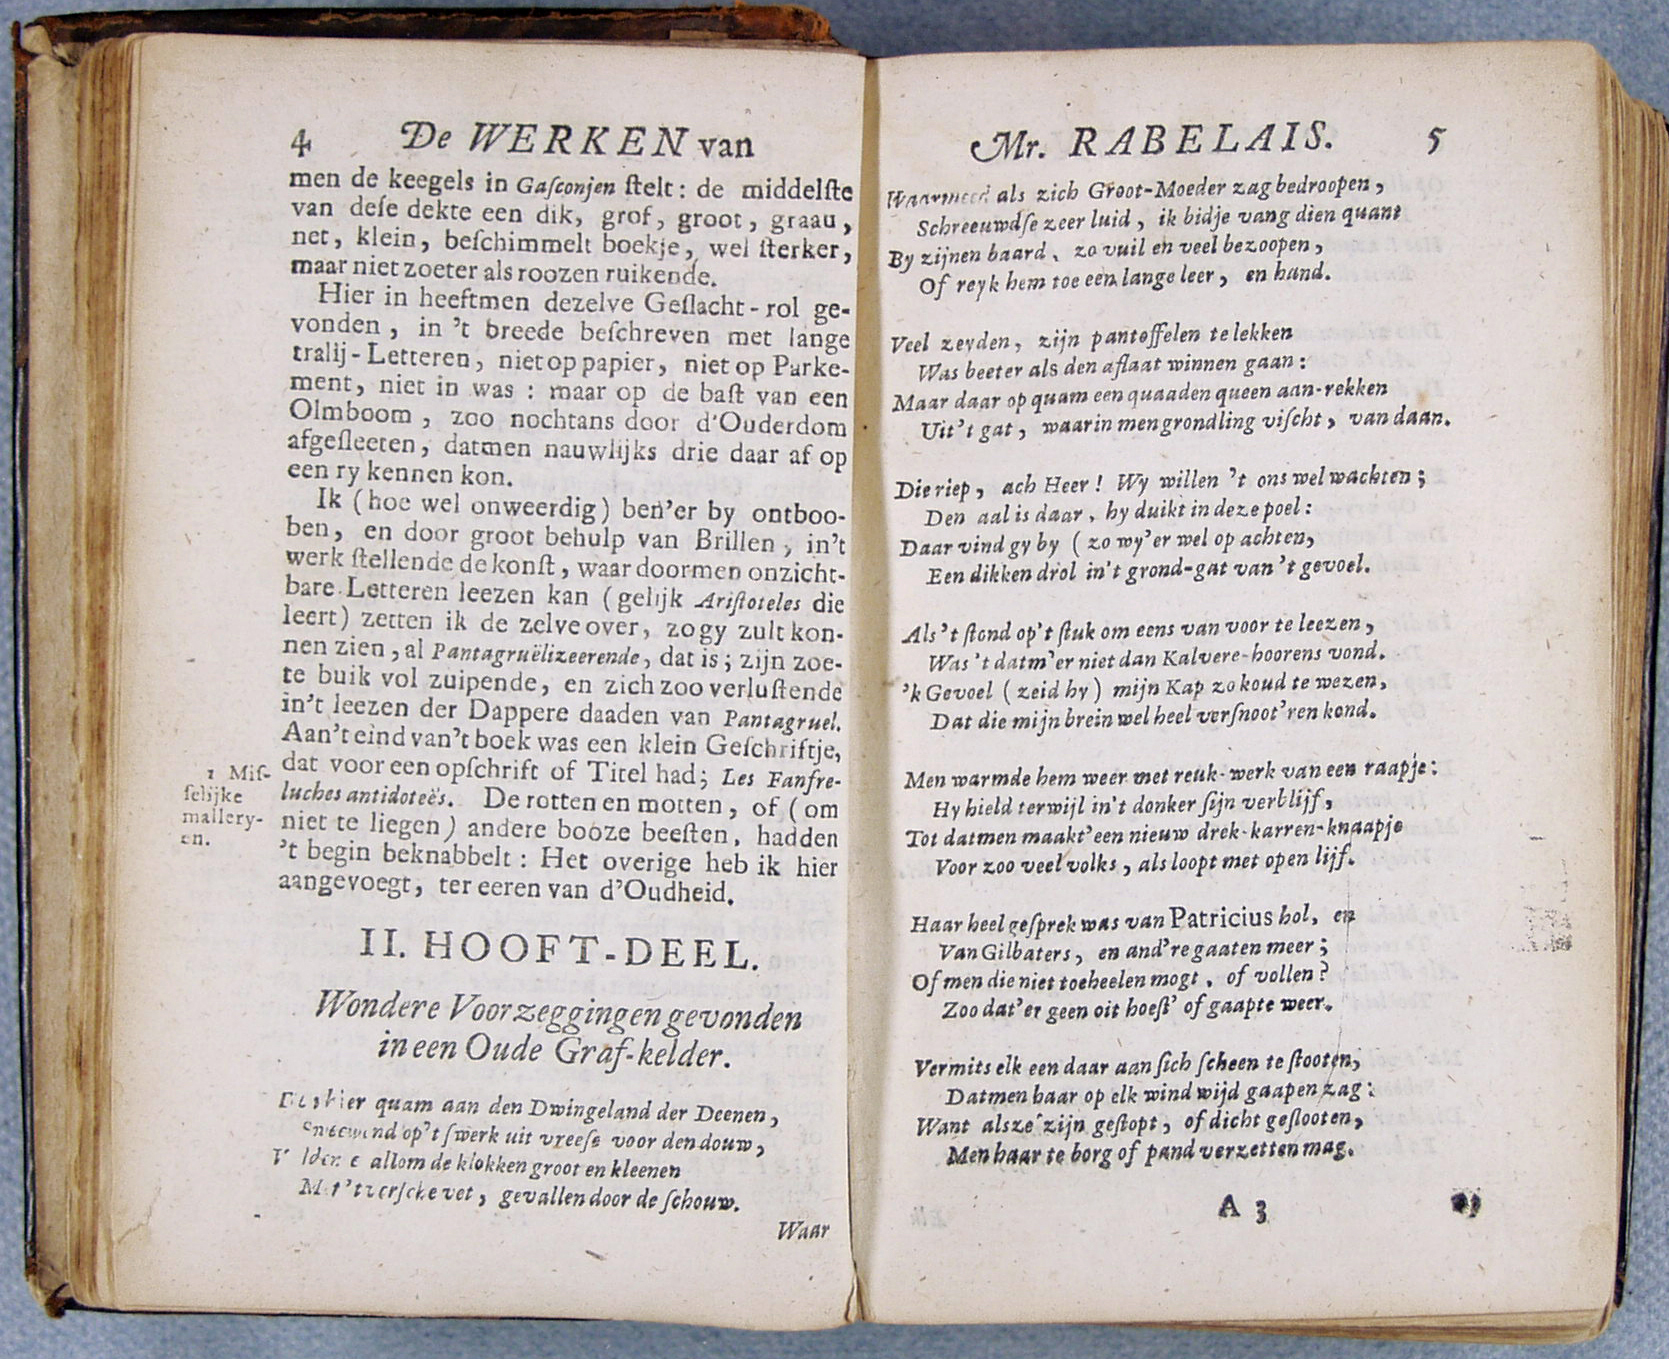 4 De WERKEN van
men de keegels in Gaſconjen ſtelt: de middelſte
van deſe dekte een dik, grof, groot, graau,
net, klein, beſchimmelt boekje, wel ſterker,
maar niet zoeter als roozen ruikende.
Hier in heeftmen dezelve Geſlacht-rol ge-
vonden, in 't breede beſchreven met lange
tralij-Letteren, niet op papier, niet op Parke-
ment, niet in was: maar op de baſt van een
Olmboom, zoo nochtans door d'Ouderdom
afgeſleeten, datmen nauwlijks drie daar af op
een ry kennen kon.
Ik (hoe wel onweerdig) ben'er by ontboo-
ben, en door groot behulp van Brillen, in't
werk ſtellende de konſt, waar doormen onzicht-
bare Letteren leezen kan (gelijk Ariſtoteles die
leert) zetten ik de zelve over, zo gy zult kon-
nen zien, al Pantagruëlizeerende, dat is; zijn zoe-
te buik vol zuipende, en zich zoo verluſtende
in't leezen der Dappere daaden van Pantagruel.
Aan't eind van't boek was een klein Geſchriftje,
dat voor een opſchrift of Titel had; Les Fanfre-
luches antidoteës. De rotten en motten, of (om
niet te liegen) andere booze beeſten, hadden
't begin beknabbelt: Het overige heb ik hier
aangevoegt, ter eeren van d'Oudheid.
1 Miſ-
ſelijke
mallery-
en.
II. HOOFT-DEEL.
Wondere Voorzeggingen gevonden
in een Oude Graf-kelder.
quam aan den Dwingeland der Deenen,
op't ſwerk uit vreeſe voor den douw,
allom de klokken groot en kleenen
vet, gevallen door de ſchouw.
Waar
Mr. RABELAIS. 5
Waarmeed als zich Groot-Moeder zag bedroopen,
Schreeuwdſe zeer luid, ik bidje vang dien quant
By zijnen baard, zo vuil en veel bezoopen,
Of reyk hem toe een lange leer, en hand.
Veel zeyden, zijn pantoffelen te lekken
Was beeter als den aflaat winnen gaan:
Maar daar op quam een quaaden queen aan-rekken
Uit't gat, waarin men grondling viſcht, van daan.
Die riep, ach Heer! Wy willen 't ons wel wachten;
Den aal is daar, hy duikt in deze poel:
Daar vind gy by (zo wy'er wel op achten,
Een dikken drol in't grond-gat van 't gevoel.
Als 't ſtond op't ſtuk om eens van voor te leezen,
Was 't datm'er niet dan Kalvere-hoorens vond.
'k Gevoel (zeid hy) mijn Kap zo koud te wezen,
Dat die mijn brein wel heel verſnoot'ren kond.
Men warmde hem weer met reuk-werk van een raapje:
Hy hield terwijl in't donker ſijn verblijf,
Tot datmen maakt'een nieuw drek-karren-knaapje
Voor zoo veel volks, als loopt met open lijf.
Haar heel geſprek was van Patricius hol, en
Van Gilbaters, en and're gaaten meer;
Of men die niet toeheelen mogt, of vollen?
Zoo dat'er geen oit hoeſt' of gaapte weer.
Vermits elk een daar aan ſich ſcheen te ſtooten,
Datmen haar op elk wind wijd gaapen zag:
Want alsze zijn geſtopt, of dicht geſlooten,
Men haar te borg of pand verzetten mag.
A 3